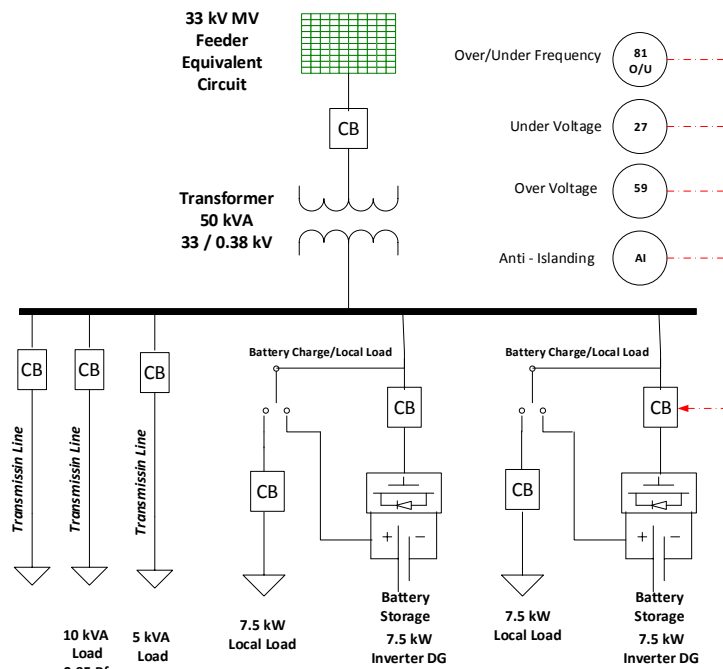 33 kV MV
Feeder
Equivalent
Circuit
CB
Transformer
50 kVA
33 / 0.38 kV
Over/Under Frequency
81
O/U
Under Voltage
27
Over Voltage
59
Anti - Islanding
AI
CB
CB
CB
Transmissin Line
Transmissin Line
Transmissin Line
10 kVA
Load
5 kVA
Load
Battery Charge/Local Load
CB
CB
+ −
7.5 kW
Local Load
Battery
Storage
7.5 kW
Inverter DG
Battery Charge/Local Load
CB
CB
+ −
7.5 kW
Local Load
Battery
Storage
7.5 kW
Inverter DG